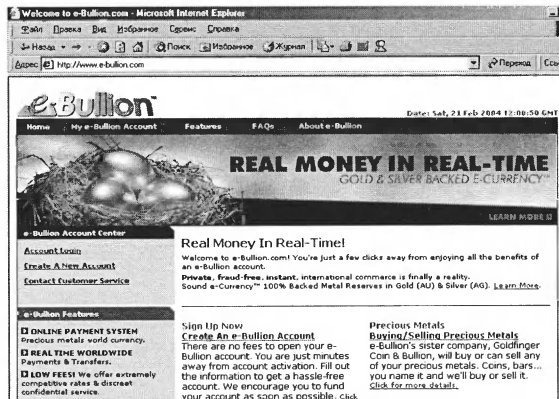 Welcome to e-Bullion.com - Microsoft Internet Explorer
Файл Правка Вид Избранное Сервис Справка
Назад Поиск Избранное Журнал
Адрес http://www.e-bullion.com Переход Ссы
e-Bullion
Date: Sat, 21 Feb 2004 12:00:50 GMT
Home My e-Bullion Account Features FAQs About e-Bullion
REAL MONEY IN REAL-TIME
GOLD & SILVER BACKED E-CURRENCY™
LEARN MORE
e-Bullion Account Center
Account Login
Create A New Account
Contact Customer Service
Real Money In Real-Time!
Welcome to e-Bullion.com! You're just a few clicks away from enjoying all the benefits of
an e-Bullion account.
Private, fraud-free, instant, international commerce is finally a reality.
Sound e-Currency™ 100% Backed Metal Reserves in Gold (AU) & Silver (AG). Learn More.
e-Bullion Features
ONLINE PAYMENT SYSTEM
Precious metals world currency.
REAL TIME WORLDWIDE
Payments & Transfers.
LOW FEES! We offer extremely
competitive rates & discreet
confidential service.
Sign Up Now
Create An e-Bullion Account
There are no fees to open your e-
Bullion account. You are just minutes
away from account activation. Fill out
the information to get a hassle-free
account. We encourage you to fund
your account as soon as possible. Click
Precious Metals
Buying/Selling Precious Metals
e-Bullion's sister company, Goldfinger
Coin & Bullion, will buy or can sell any
of your precious metals. Coins, bars...
you name it and we'll buy or sell it.
Click for more details.